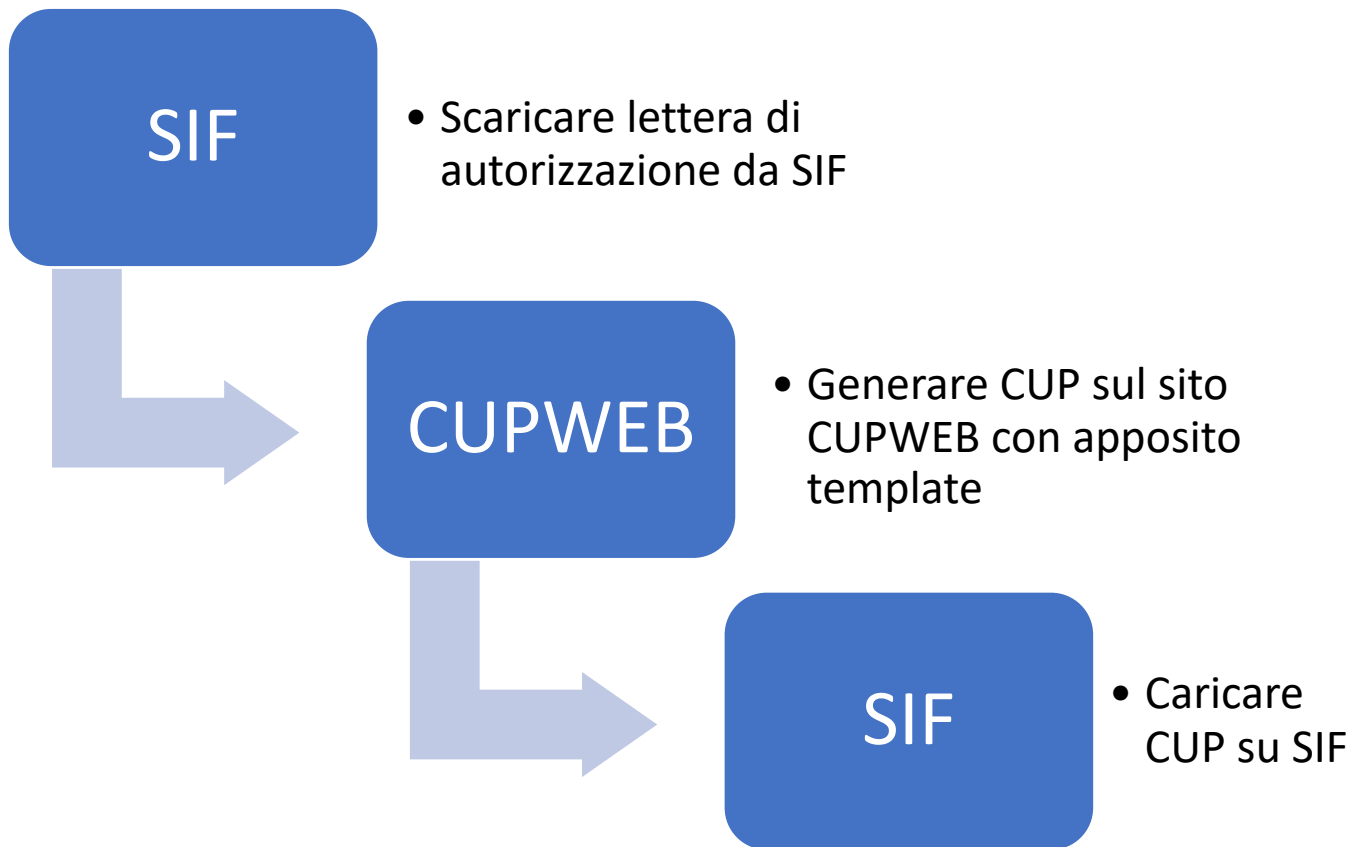 SIF
• Scaricare lettera di
autorizzazione da SIF
CUPWEB
• Generare CUP sul sito
CUPWEB con apposito
template
SIF
• Caricare
CUP su SIF